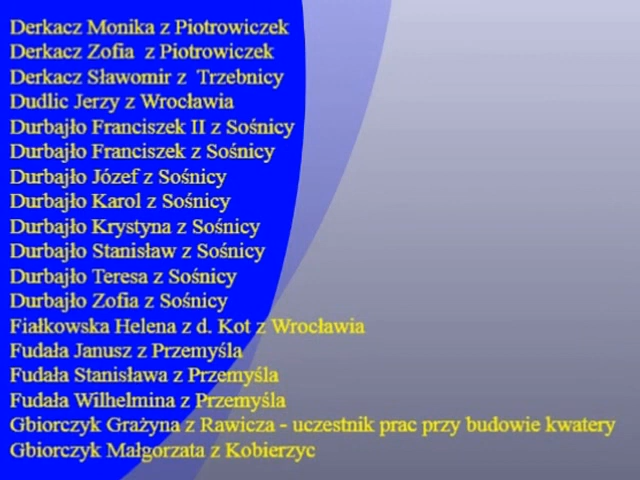 Derkacz Monika z Piotrowiczek
Derkacz Zofia z Piotrowiczek
Derkacz Sławomir z Trzebnicy
Dudlic Jerzy z Wrocławia
Durbajło Franciszek II z Sośnicy
Durbajło Franciszek z Sośnicy
Durbajło Józef z Sośnicy
Durbajło Karol z Sośnicy
Durbajło Krystyna z Sośnicy
Durbajło Stanisław z Sośnicy
Durbajło Teresa z Sośnicy
Durbajło Zofia z Sośnicy
Fiałkowska Helena z d. Kot z Wrocławia
Fudała Janusz z Przemyśla
Fudała Stanisława z Przemyśla
Fudała Wilhelmina z Przemyśla
Gbiorczyk Grażyna z Rawicza - uczestnik prac przy budowie kwatery
Gbiorczyk Małgorzata z Kobierzyc